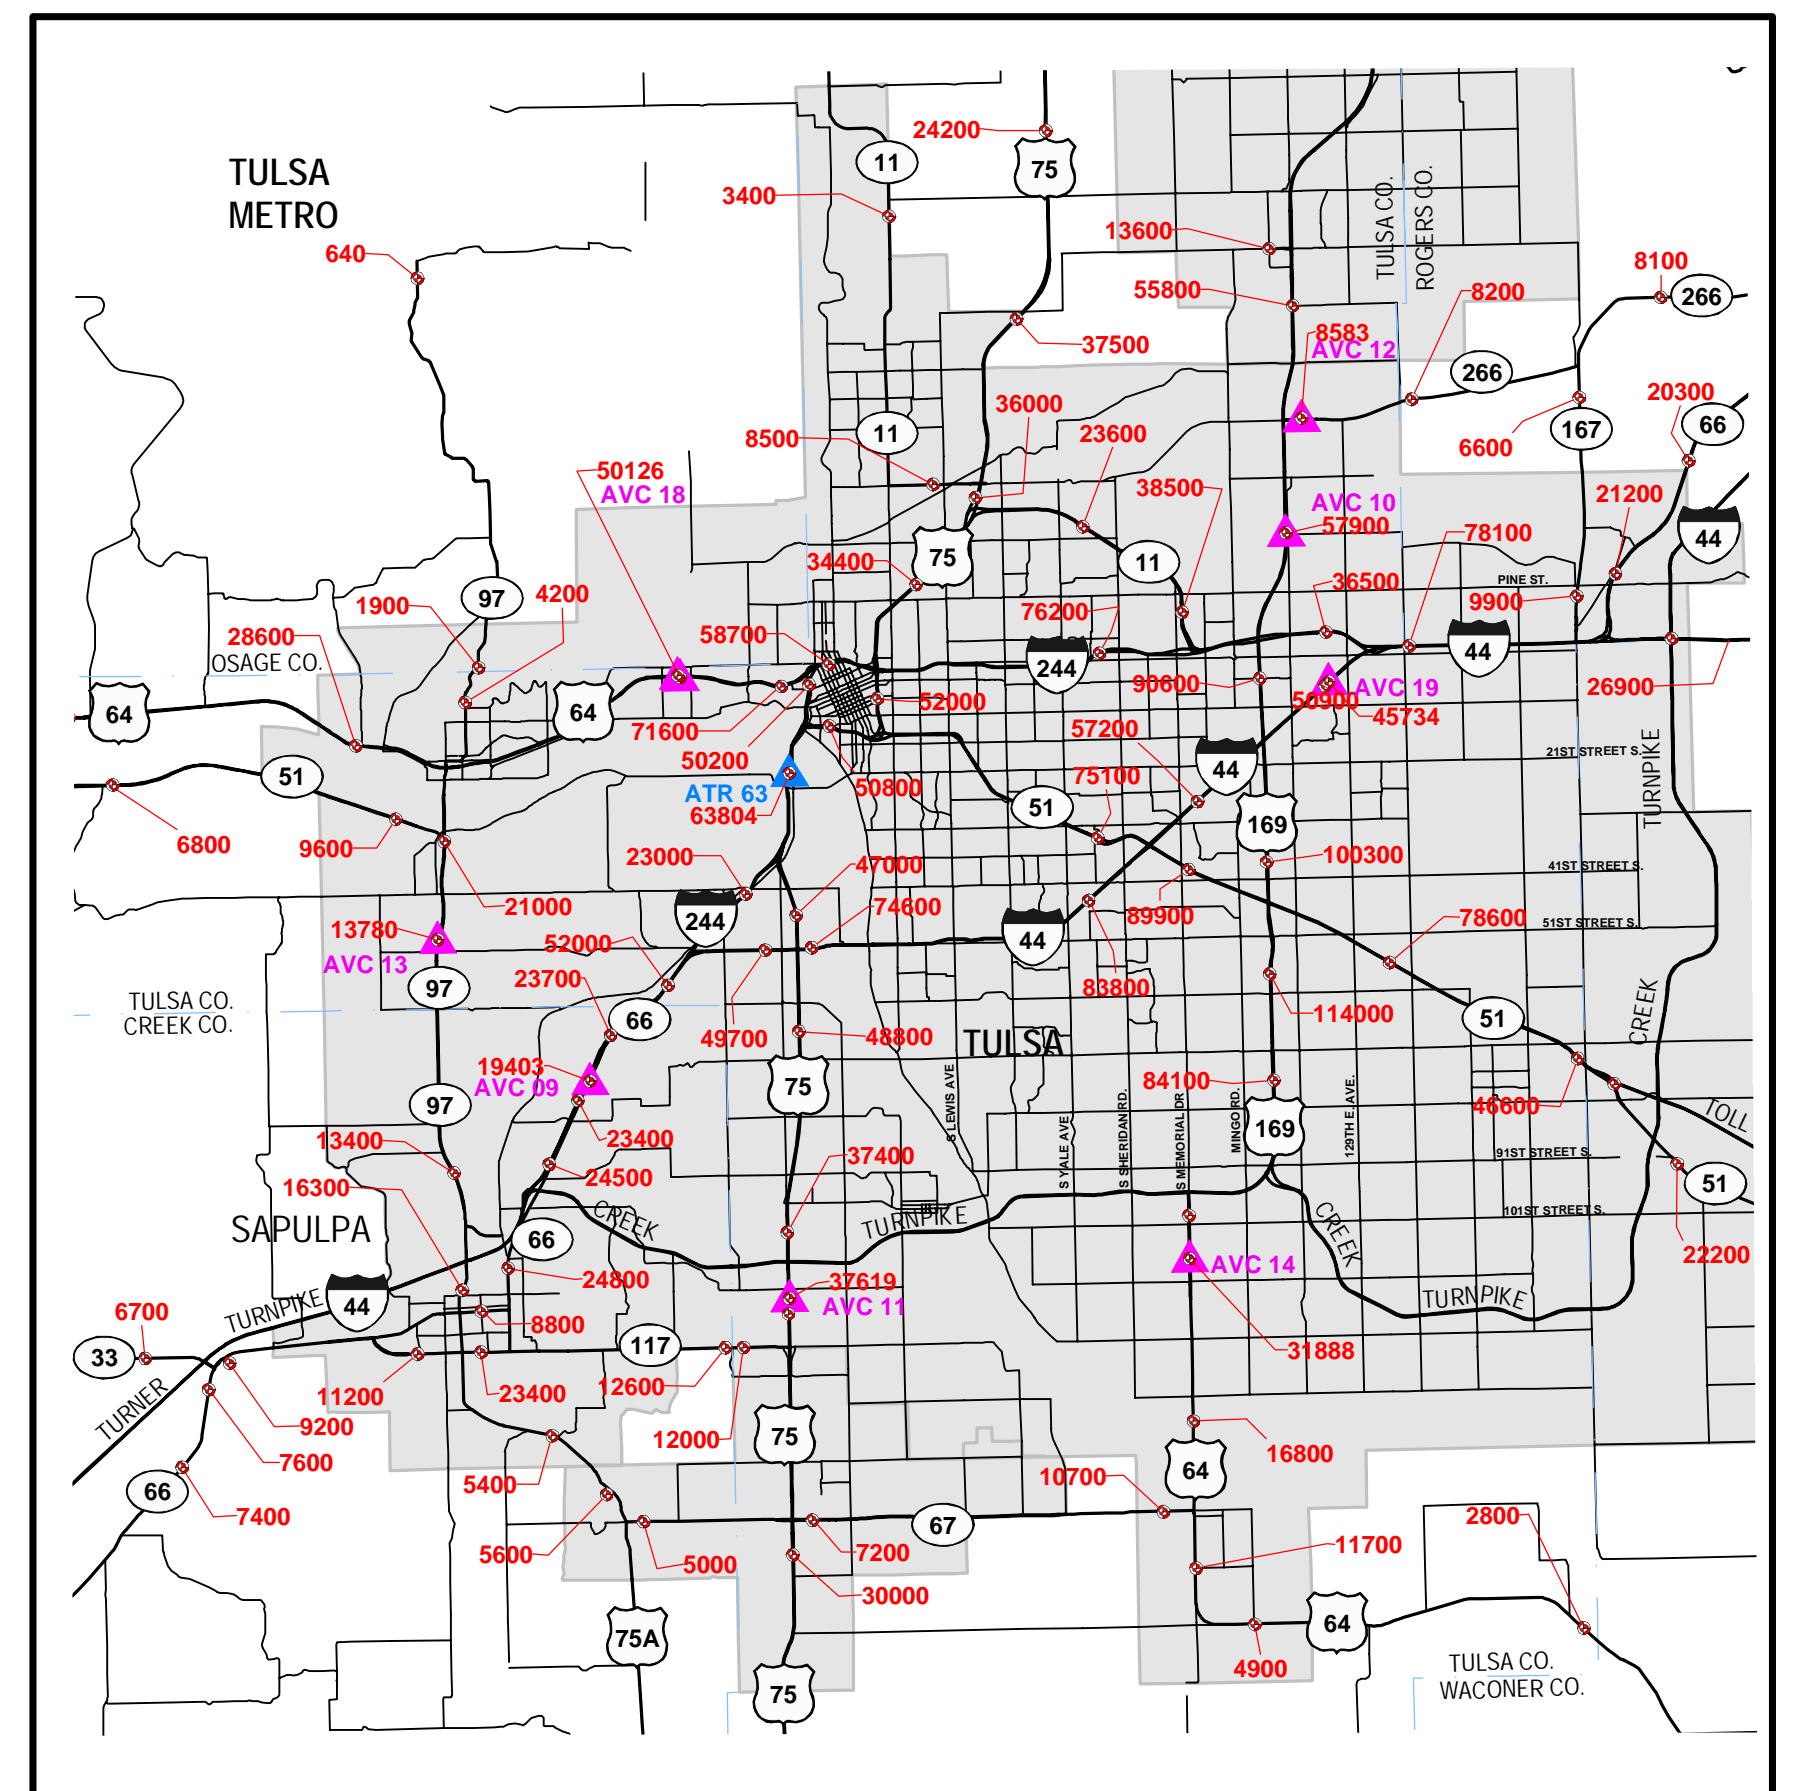 TULSA
METRO
24200
75
11
3400
640
13600
TULSA CO.
ROGERS CO.
8100
266
55800
8200
8583
AVC 12
37500
266
20300
66
36000
167
6600
11
8500
23600
50126
AVC 18
38500
AVC 10
57900
21200
78100
44
75
11
34400
PINE ST.
36500
9900
97
4200
1900
76200
28600
OSAGE CO.
58700
244
44
90600
AVC 19
50900
45734
26900
64
64
52000
71600
57200
50200
21ST STREET S.
TURNPIKE
51
75100
44
ATR 63
50800
63804
51
169
6800
9600
23000
47000
100300
41ST STREET S.
21000
244
74600
89900
78600
51ST STREET S.
13780
AVC 13
52000
44
97
23700
83800
TULSA CO.
CREEK CO.
66
49700
48800
TULSA
114000
51
CREEK
19403
AVC 09
75
84100
97
46600
TOLL
S LEWIS AVE
S YALE AVE
S SHERIDAN RD.
S MEMORIAL DR
MINGO RD.
169
129TH E. AVE.
13400
23400
37400
91ST STREET S.
16300
24500
51
SAPULPA
CREEK
TURNPIKE
CREEK
101ST STREET S.
66
22200
24800
37619
AVC 11
AVC 14
TURNPIKE
44
TURNPIKE
6700
8800
33
117
31888
11200
23400
12600
TURNER
9200
12000
75
16800
7600
5400
10700
64
66
7400
67
2800
5600
5000
7200
11700
30000
75A
64
4900
TULSA CO.
WACONER CO.
75